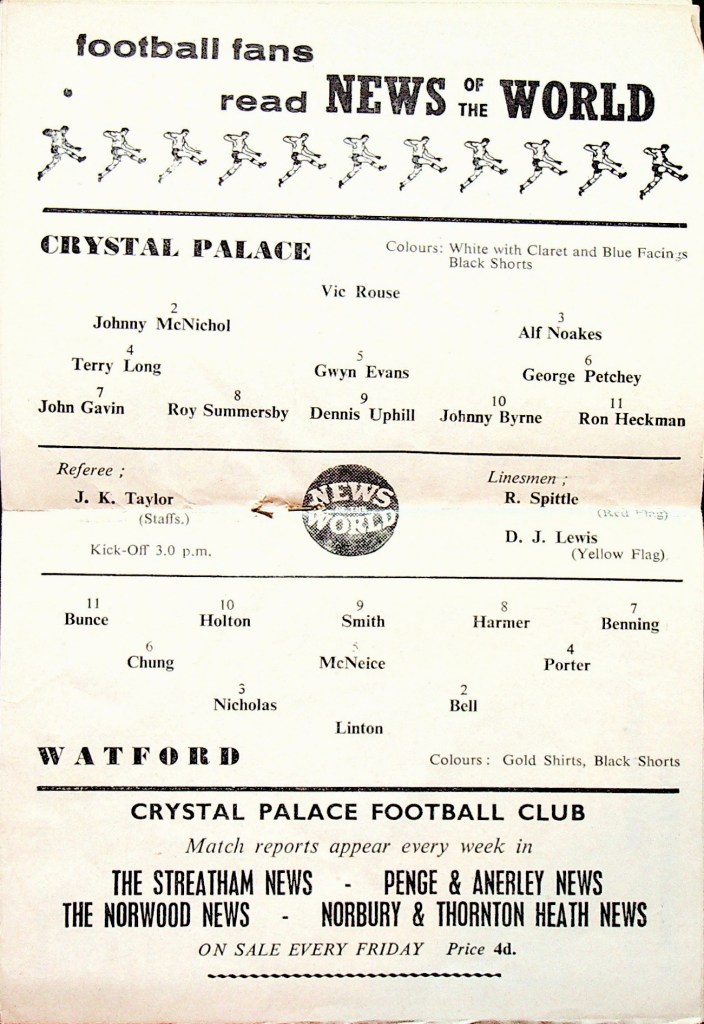 football fans
read NEWS OF THE WORLD
CRYSTAL PALACE Colours: White with Claret and Blue Facings
Black Shorts
Vic Rouse
2 3
Johnny McNichol Alf Noakes
4 5 6
Terry Long Gwyn Evans George Petchey
7 8 9 10 11
John Gavin Roy Summersby Dennis Uphill Johnny Byrne Ron Heckman
Referee ; Linesmen ;
J. K. Taylor R. Spittle
(Staffs.) (Red Flag)
NEWS OF THE WORLD
D. J. Lewis
Kick-Off 3.0 p.m. (Yellow Flag)
11 10 9 8 7
Bunce Holton Smith Harmer Benning
6 5 4
Chung McNeice Porter
3 2
Nicholas Bell
Linton
WATFORD Colours: Gold Shirts, Black Shorts
CRYSTAL PALACE FOOTBALL CLUB
Match reports appear every week in
THE STREATHAM NEWS - PENGE & ANERLEY NEWS
THE NORWOOD NEWS - NORBURY & THORNTON HEATH NEWS
ON SALE EVERY FRIDAY Price 4d.